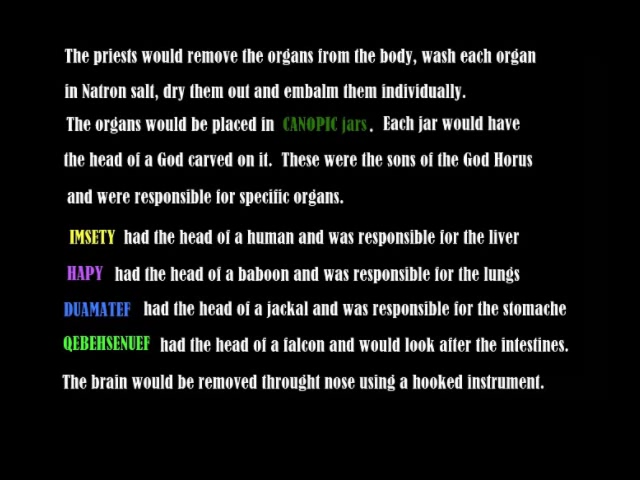 The priests would remove the organs from the body, wash each organ
in Natron salt, dry them out and embalm them individually.
The organs would be placed in CANOPIC jars. Each jar would have
the head of a God carved on it. These were the sons of the God Horus
and were responsible for specific organs.
IMSETY had the head of a human and was responsible for the liver
HAPY had the head of a baboon and was responsible for the lungs
DUAMATEF had the head of a jackal and was responsible for the stomache
QEBEHSENUEF had the head of a falcon and would look after the intestines.
The brain would be removed throught nose using a hooked instrument.